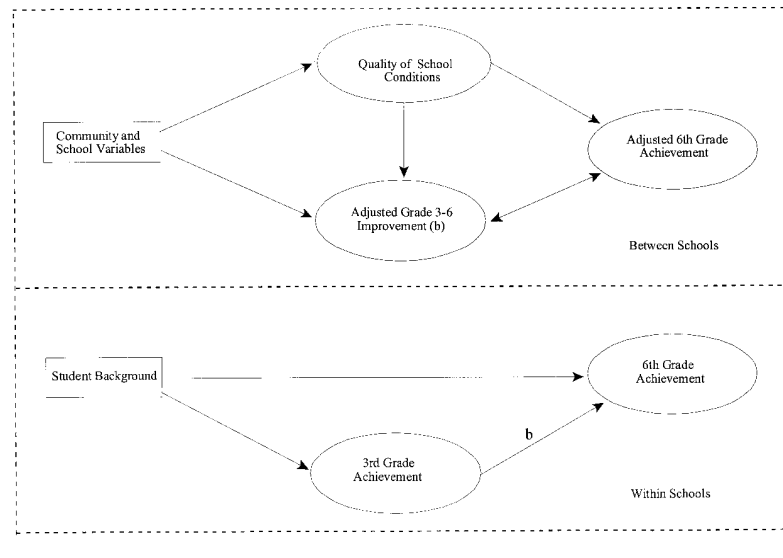 Quality of School
Conditions
Community and
School Variables
Adjusted 6th Grade
Achievement
Adjusted Grade 3-6
Improvement (b)
Between Schools
Student Background
6th Grade
Achievement
b
3rd Grade
Achievement
Within Schools